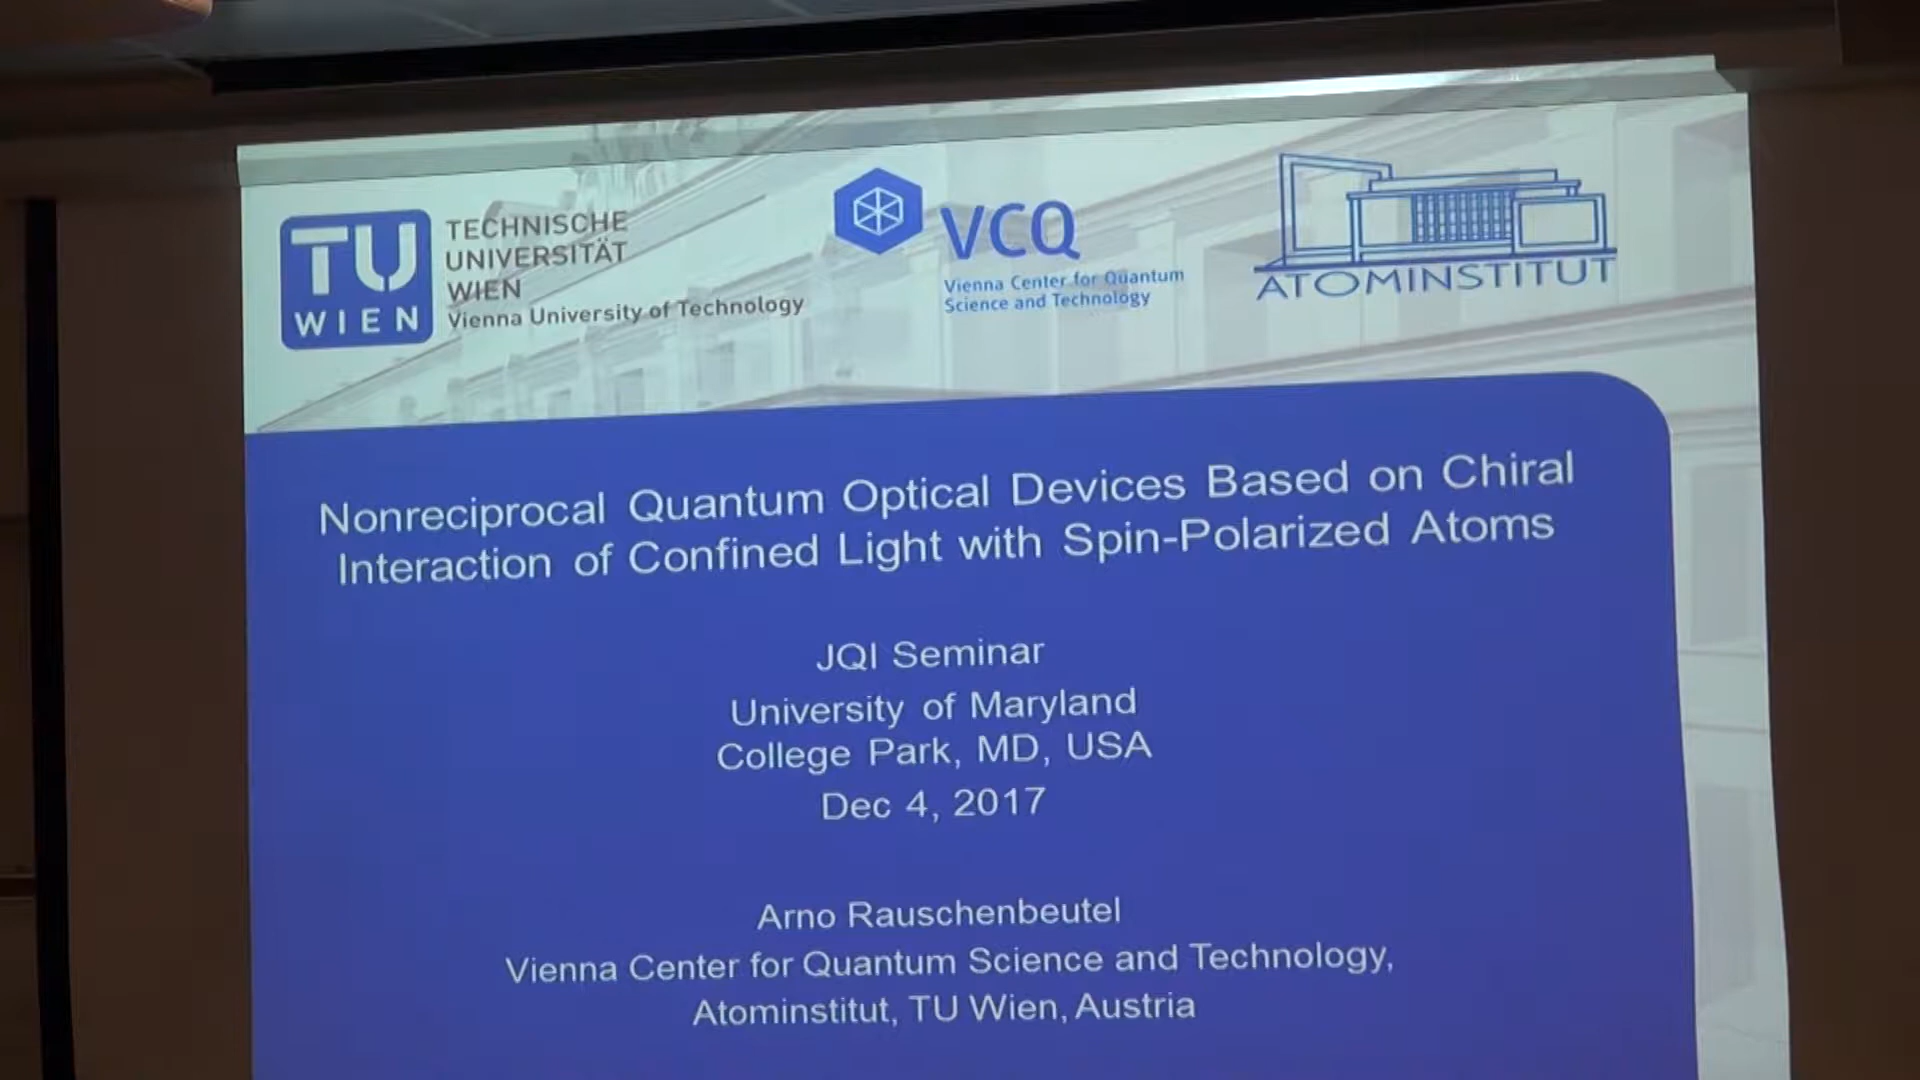 TU
WIEN
TECHNISCHE
UNIVERSITÄT
WIEN
Vienna University of Technology
VCQ
Vienna Center for Quantum
Science and Technology
ATOMINSTITUT
Nonreciprocal Quantum Optical Devices Based on Chiral
Interaction of Confined Light with Spin-Polarized Atoms
JQI Seminar
University of Maryland
College Park, MD, USA
Dec 4, 2017
Arno Rauschenbeutel
Vienna Center for Quantum Science and Technology,
Atominstitut, TU Wien, Austria